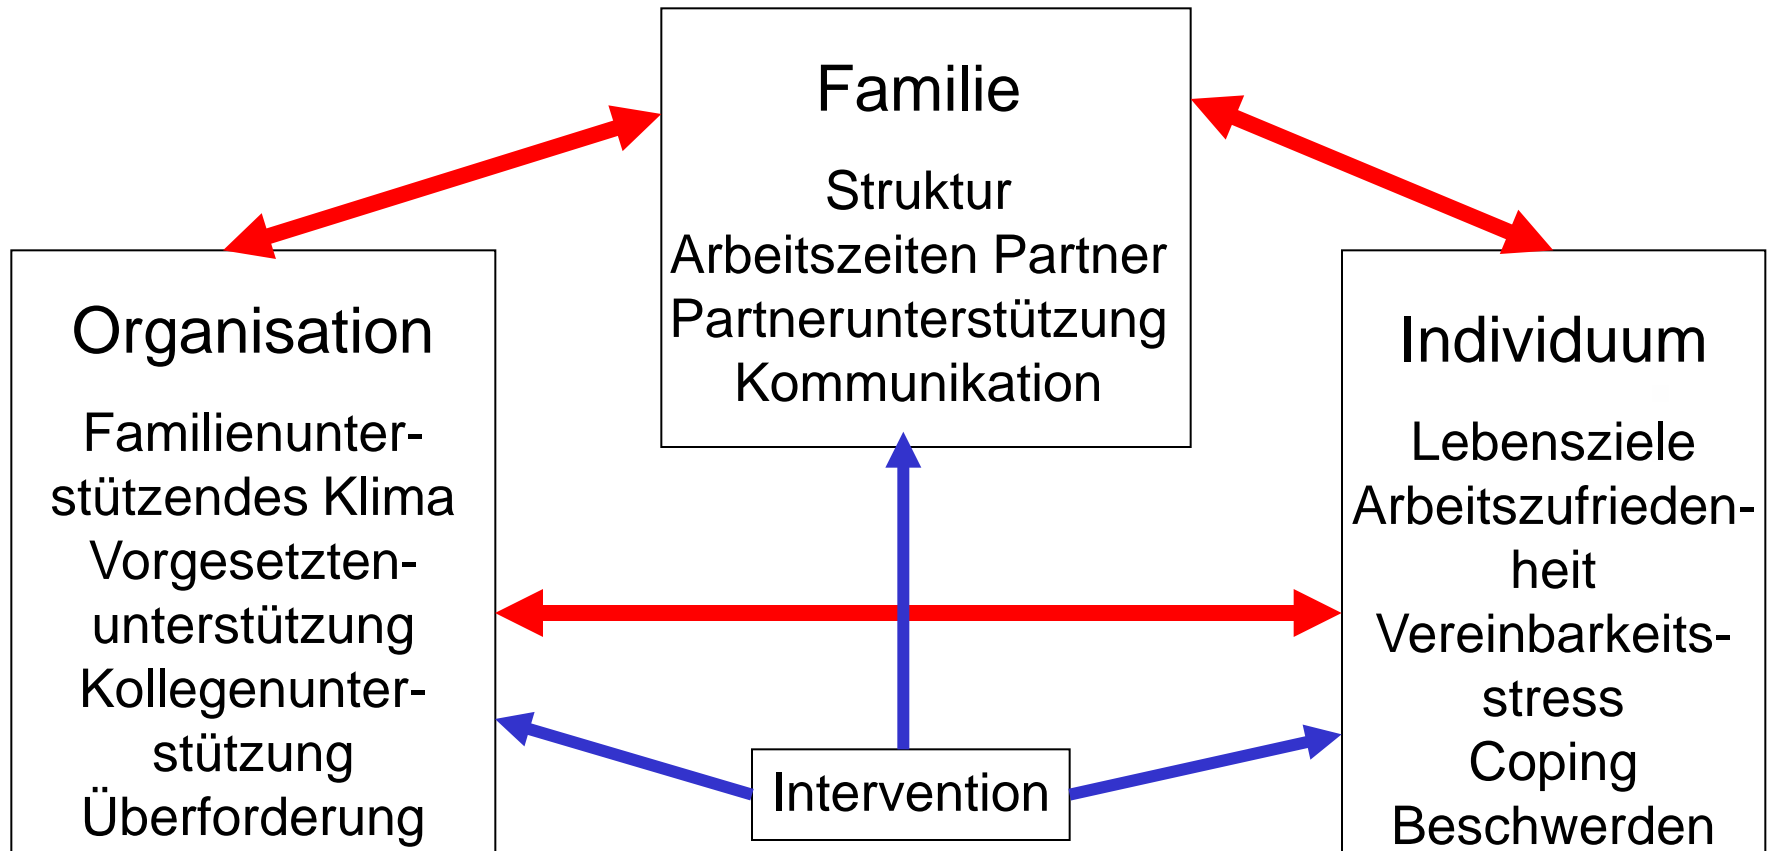 Familie
Struktur
Arbeitszeiten Partner
Partnerunterstützung
Kommunikation
Organisation
Familienunter-
stützendes Klima
Vorgesetzten-
unterstützung
Kollegenunter-
stützung
Überforderung
Individuum
Lebensziele
Arbeitszufrieden-
heit
Vereinbarkeits-
stress
Coping
Beschwerden
Intervention